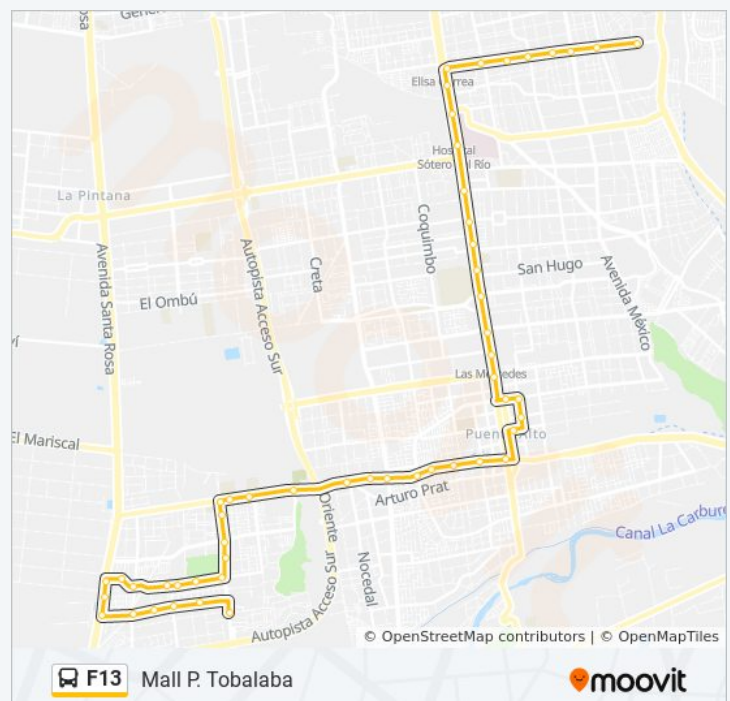 Elisa Correa
Hospital
Sótero del Río
La Pintana
Coquimbo
San Hugo
Avenida México
Creta
Avenida Santa Rosa
Autopista Acceso Sur
El Ombú
Las Mercedes
Puente Alto
El Mariscal
Arturo Prat
Nocedal
Autopista Acceso Sur Oriente
Canal La Carbure
© OpenStreetMap contributors | © OpenMapTiles
F13 Mall P. Tobalaba
moovit